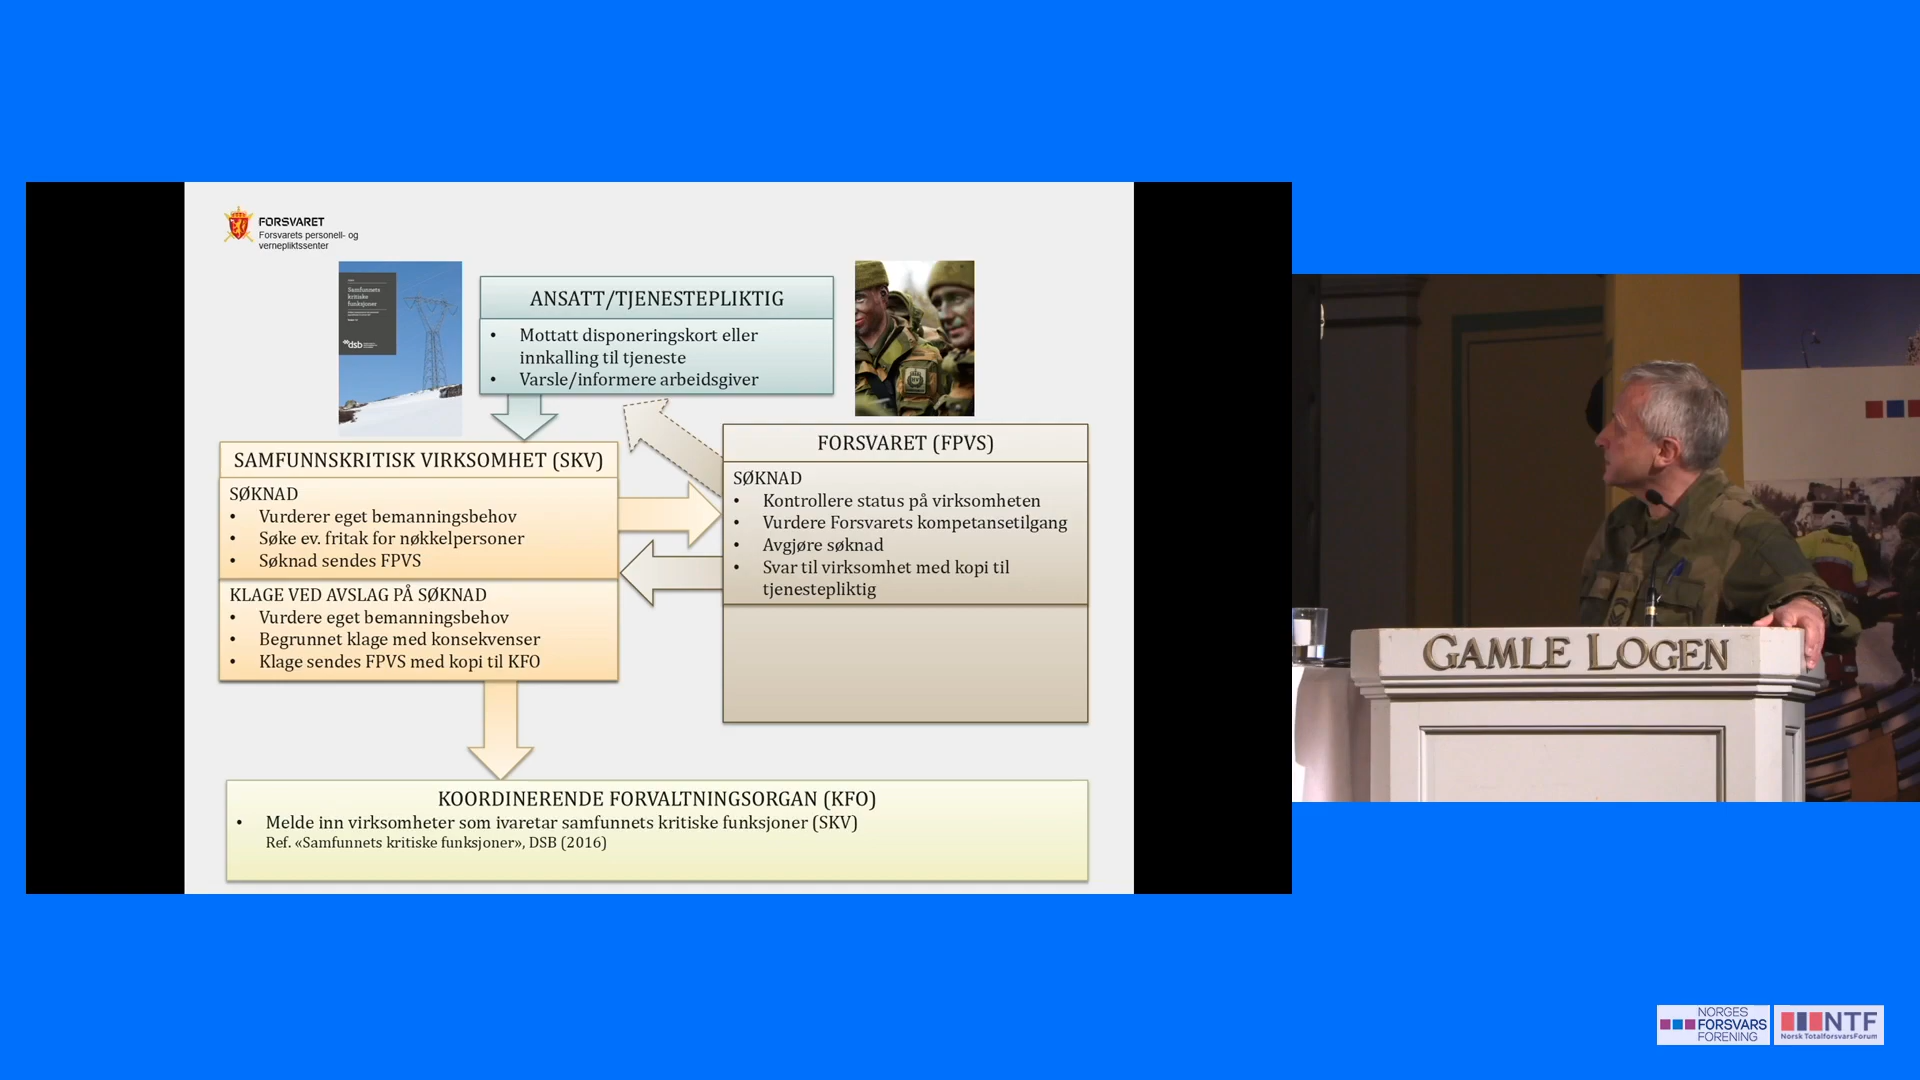 FORSVARET
Forsvarets personell- og
vernepliktssenter
Samfunnets
kritiske
funksjoner
dsb
ANSATT/TJENESTEPLIKTIG
• Mottatt disponeringskort eller
innkalling til tjeneste
• Varsle/informere arbeidsgiver
SAMFUNNSKRITISK VIRKSOMHET (SKV)
SØKNAD
• Vurderer eget bemanningsbehov
• Søke ev. fritak for nøkkelpersoner
• Søknad sendes FPVS
KLAGE VED AVSLAG PÅ SØKNAD
• Vurdere eget bemanningsbehov
• Begrunnet klage med konsekvenser
• Klage sendes FPVS med kopi til KFO
FORSVARET (FPVS)
SØKNAD
• Kontrollere status på virksomheten
• Vurdere Forsvarets kompetansetilgang
• Avgjøre søknad
• Svar til virksomhet med kopi til
tjenestepliktig
KOORDINERENDE FORVALTNINGSORGAN (KFO)
• Melde inn virksomheter som ivaretar samfunnets kritiske funksjoner (SKV)
Ref. «Samfunnets kritiske funksjoner», DSB (2016)
GAMLE LOGEN
NORGES
FORSVARS
FORENING
NTF
Norsk TotalforsvarsForum